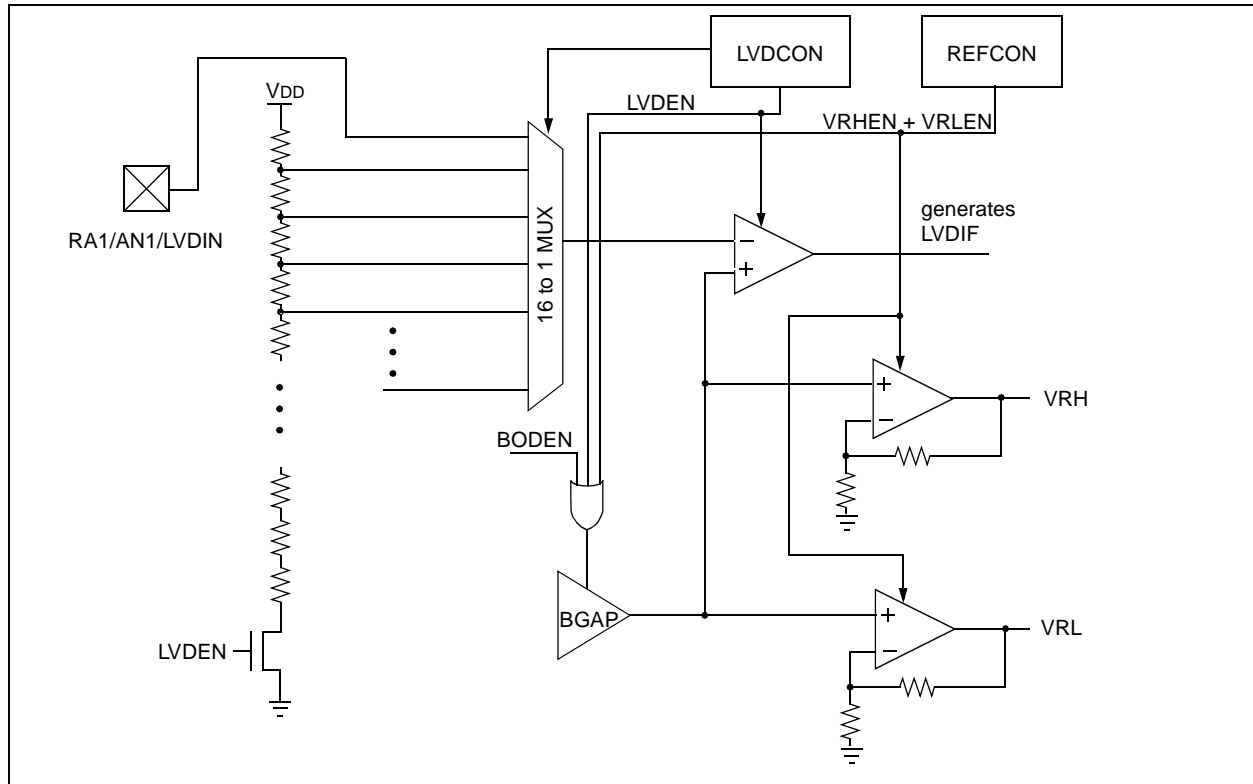 LVDCON
REFCON
VDD
LVDEN
VRHEN + VRLEN
RA1/AN1/LVDIN
16 to 1 MUX
generates
LVDIF
−
+
BODEN
+
−
VRH
BGAP
+
−
VRL
LVDEN